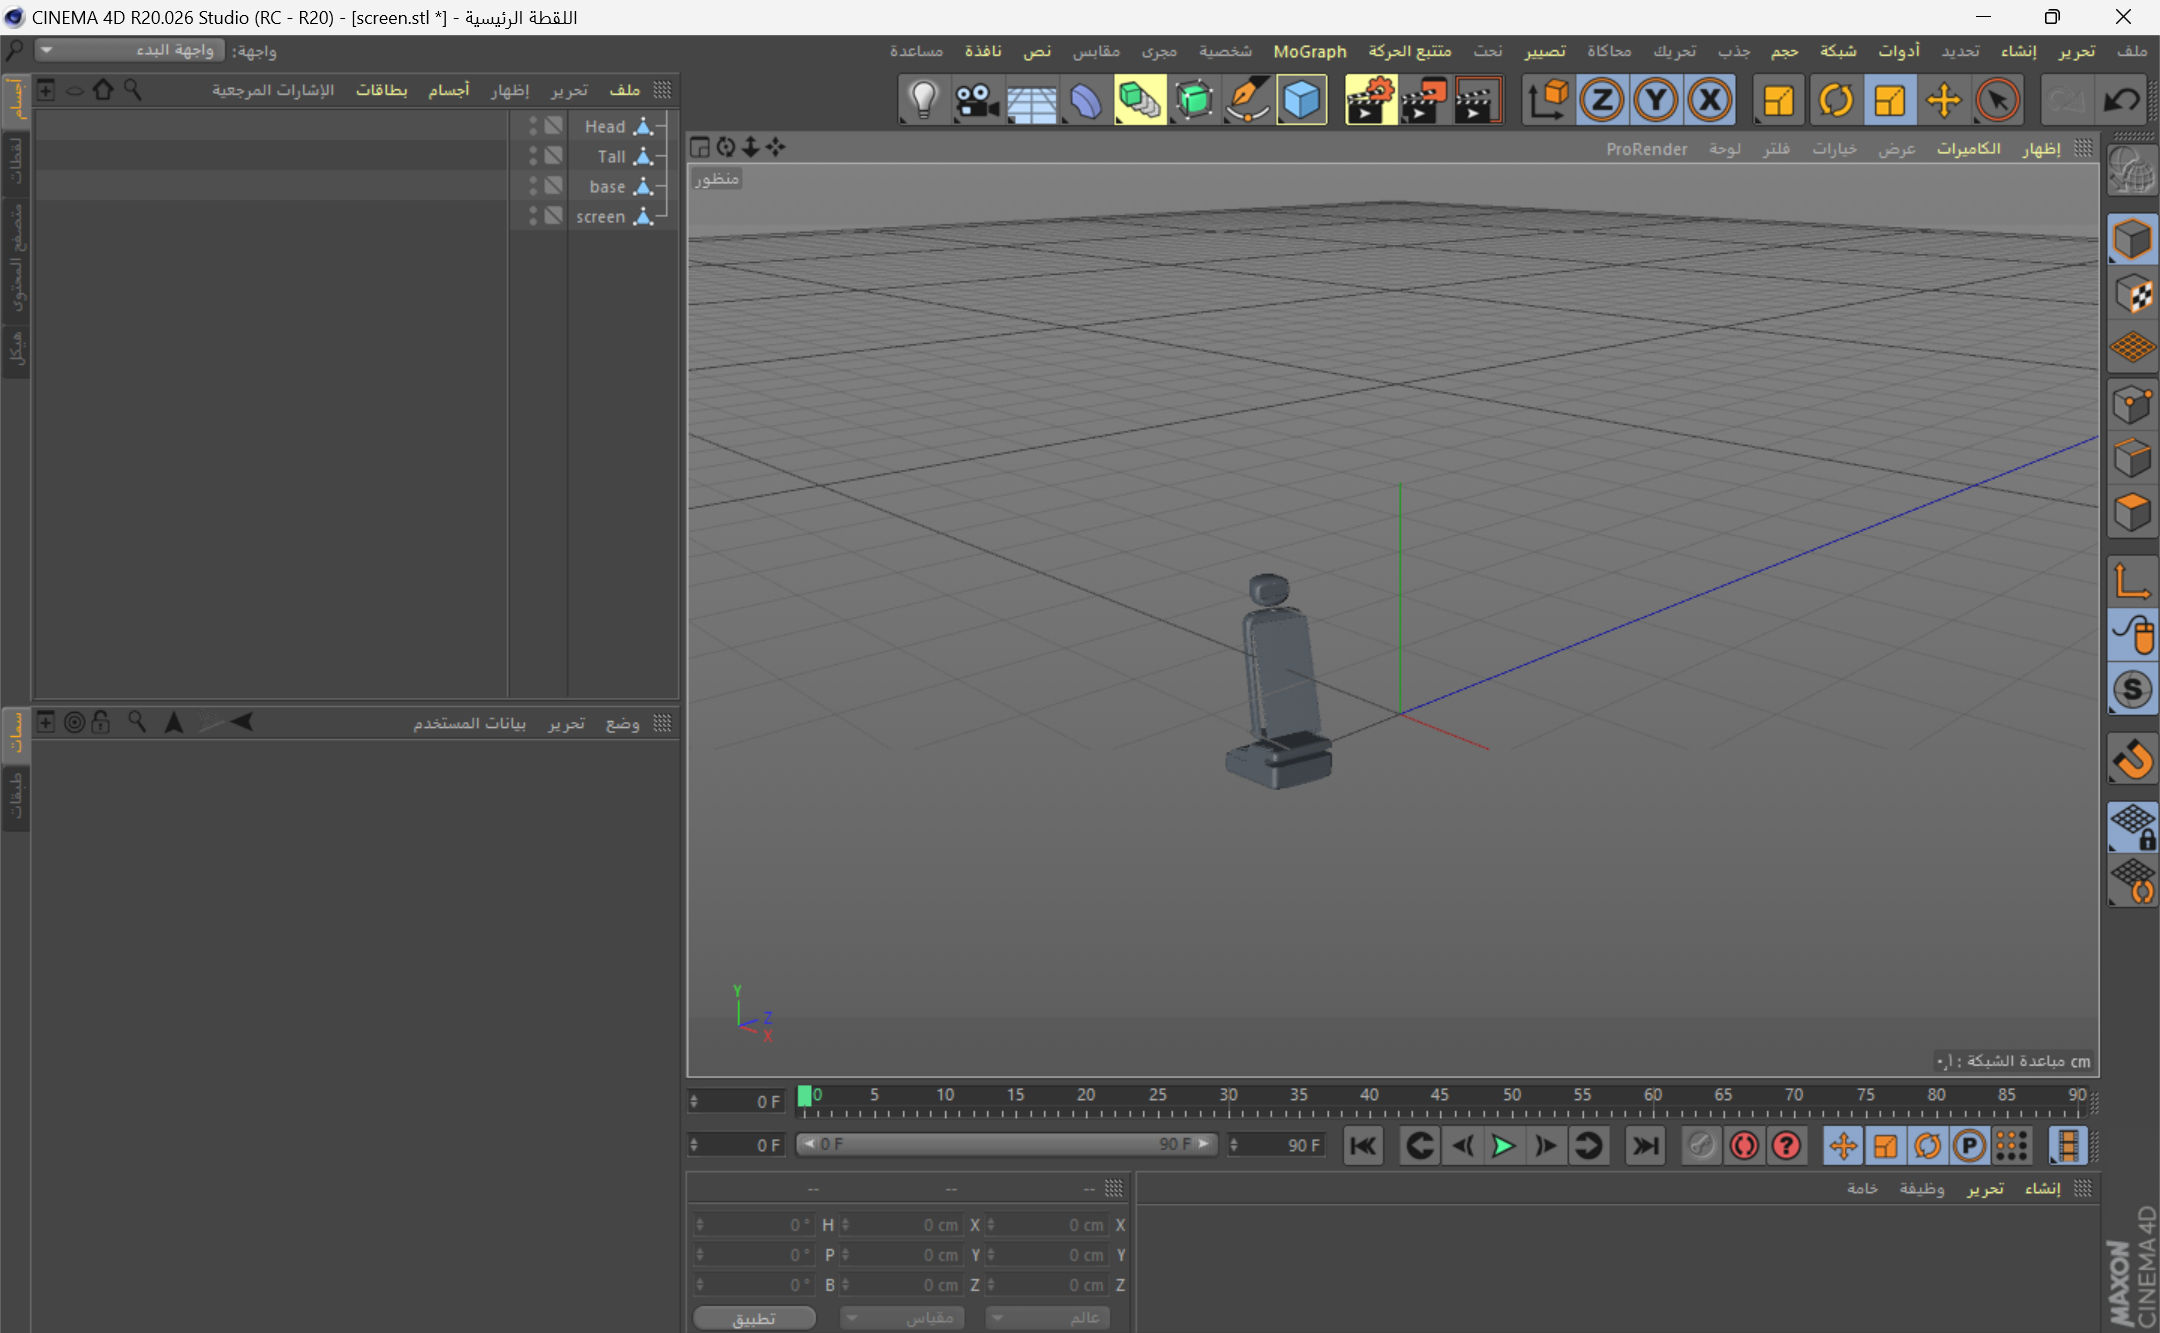 CINEMA 4D R20.026 Studio (RC - R20) - [screen.stl *] - اللقطة الرئيسية
ملف تحرير إنشاء تحديد أدوات شبكة حجم جذب تحريك محاكاة تصيير نحت متتبع الحركة MoGraph شخصية مجرى مقابس نص نافذة مساعدة
واجهة: واجهة البدء
ملف تحرير إظهار أجسام بطاقات الإشارات المرجعية
أجسام
لقطات
متصفح المحتوى
هيكل
Head
Tall
base
screen
إظهار الكاميرات عرض خيارات فلتر لوحة ProRender
منظور
Z Y X
S
Y
Z
X
cm مباعدة الشبكة : ١٫٠
وضع تحرير بيانات المستخدم
سمات
طبقات
0 F 0 5 10 15 20 25 30 35 40 45 50 55 60 65 70 75 80 85 90
0 F 0 F 90 F 90 F
? P
إنشاء تحرير وظيفة خامة
-- -- --
0 ° H 0 cm X 0 cm X
0 ° P 0 cm Y 0 cm Y
0 ° B 0 cm Z 0 cm Z
تطبيق مقياس عالم
MAXON
CINEMA 4D